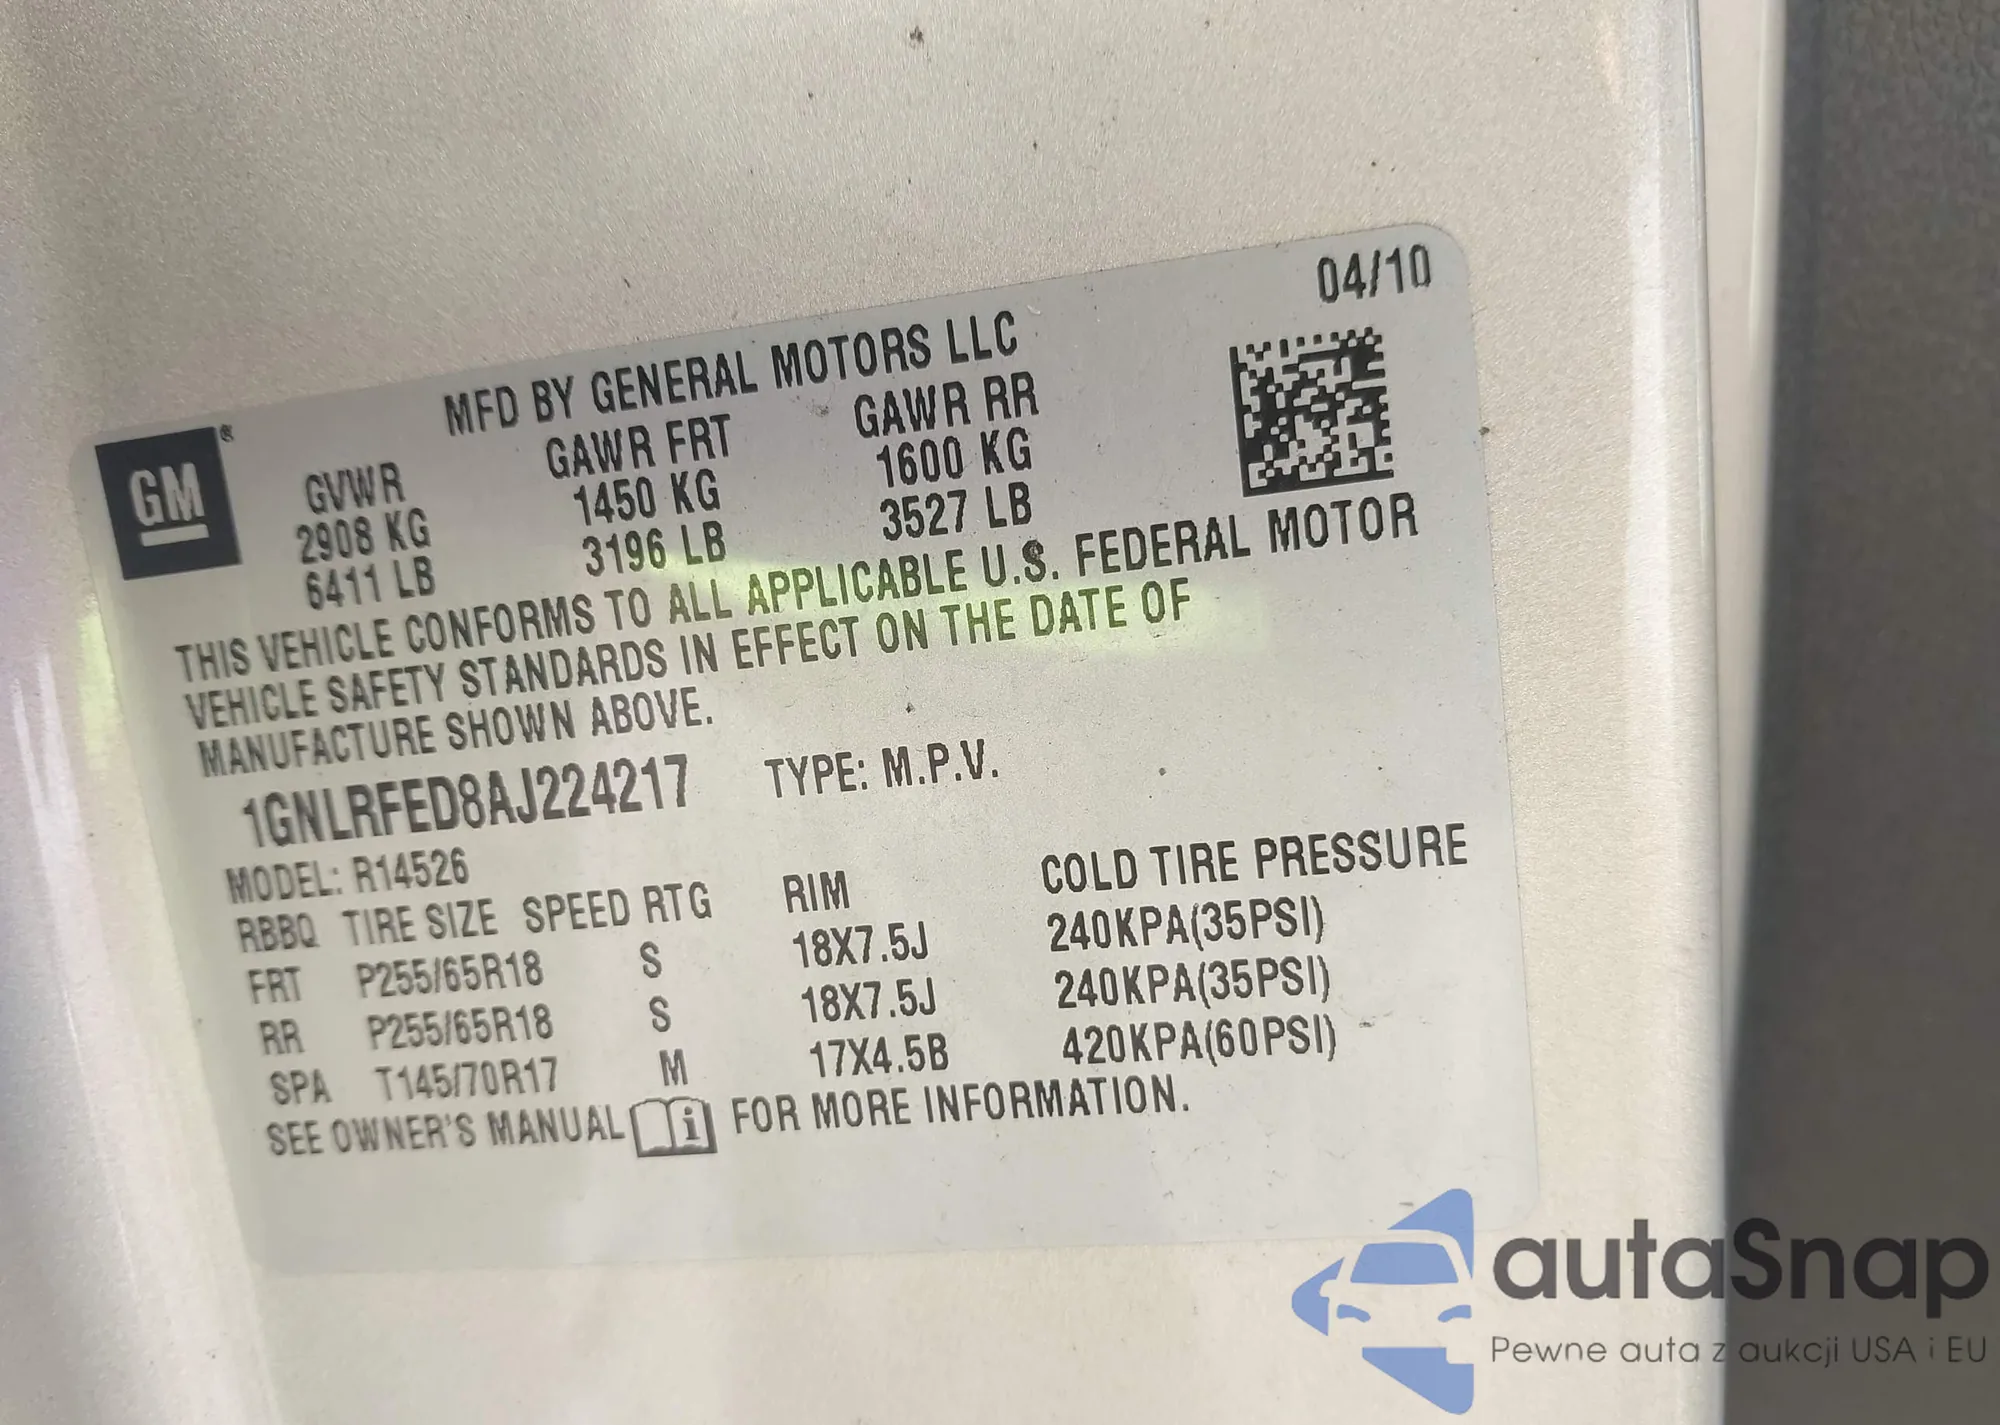 04/10
MFD BY GENERAL MOTORS LLC
GM®
GVWR GAWR FRT GAWR RR
2908 KG 1450 KG 1600 KG
6411 LB 3196 LB 3527 LB
THIS VEHICLE CONFORMS TO ALL APPLICABLE U.S. FEDERAL MOTOR
VEHICLE SAFETY STANDARDS IN EFFECT ON THE DATE OF
MANUFACTURE SHOWN ABOVE.
1GNLRFED8AJ224217 TYPE: M.P.V.
MODEL: R14526
RBBQ TIRE SIZE SPEED RTG RIM COLD TIRE PRESSURE
FRT P255/65R18 S 18X7.5J 240KPA(35PSI)
RR P255/65R18 S 18X7.5J 240KPA(35PSI)
SPA T145/70R17 M 17X4.5B 420KPA(60PSI)
SEE OWNER'S MANUAL i FOR MORE INFORMATION.
autaSnap
Pewne auta z aukcji USA i EU